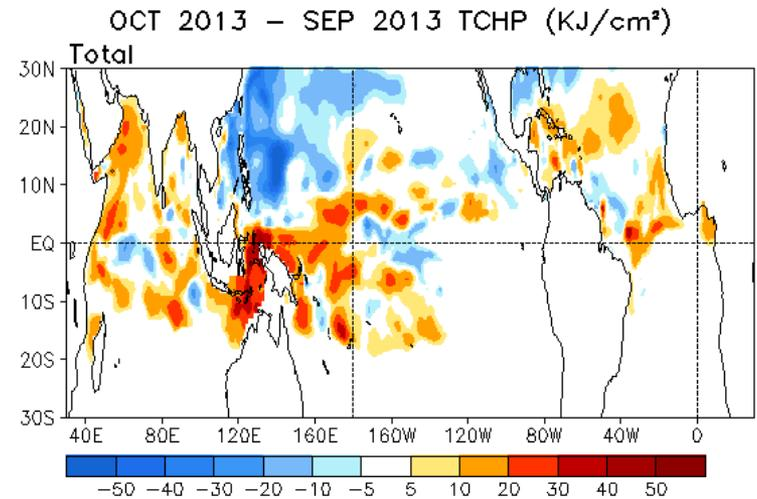 OCT 2013 – SEP 2013 TCHP (KJ/cm²)
Total
30N
20N
10N
EQ
10S
20S
30S
40E 80E 120E 160E 160W 120W 80W 40W 0
−50 −40 −30 −20 −10 −5 5 10 20 30 40 50